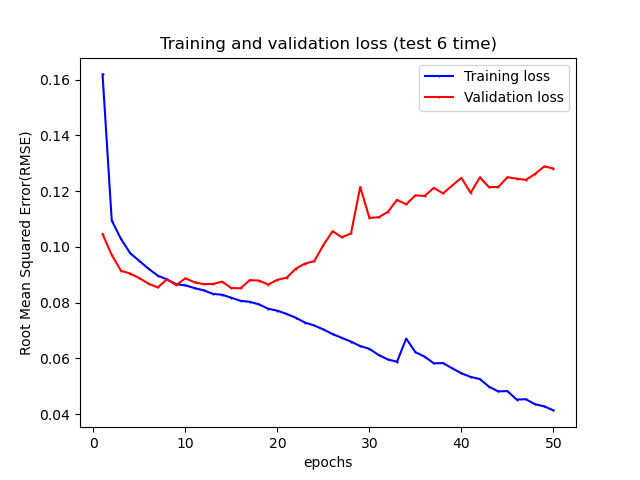 Training and validation loss (test 6 time)
Training loss
Validation loss
Root Mean Squared Error(RMSE)
0.16
0.14
0.12
0.10
0.08
0.06
0.04
0 10 20 30 40 50
epochs